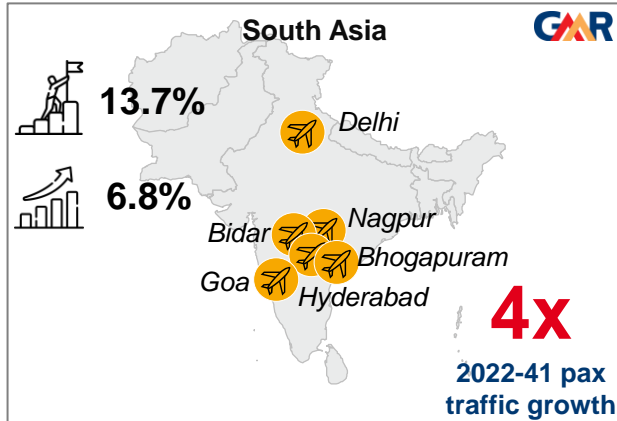 South Asia
GMR
13.7%
6.8%
Delhi
Nagpur
Bidar
Bhogapuram
Goa
Hyderabad
4x
2022-41 pax
traffic growth